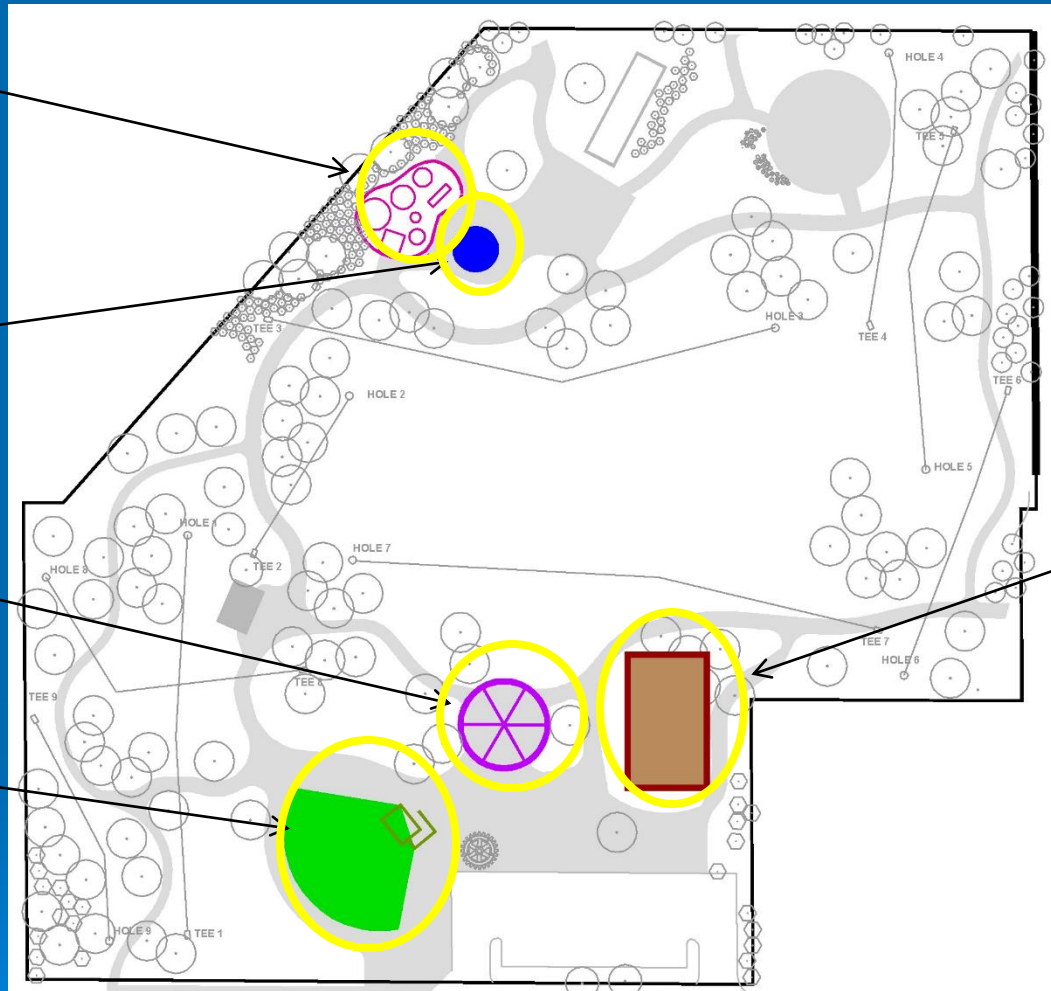 HOLE 4
TEE 5
TEE 3
HOLE 3
TEE 4
TEE 6
HOLE 2
HOLE 5
HOLE 1
HOLE 7
TEE 2
HOLE 8
TEE 7
HOLE 6
TEE 8
TEE 9
HOLE 9
TEE 1